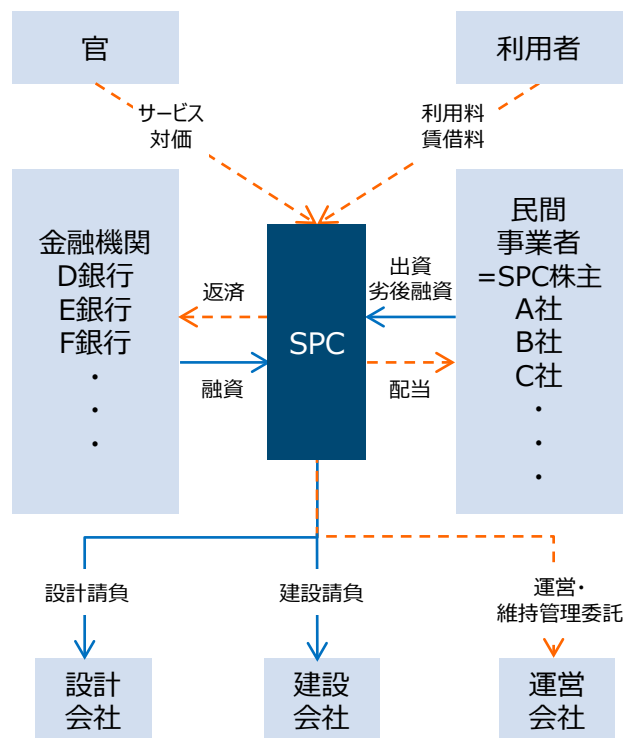 官
利用者
サービス
対価
利用料
賃借料
金融機関
D銀行
E銀行
F銀行
・
・
・
返済
融資
SPC
出資
劣後融資
配当
民間
事業者
=SPC株主
A社
B社
C社
・
・
・
設計請負
建設請負
運営・
維持管理委託
設計
会社
建設
会社
運営
会社